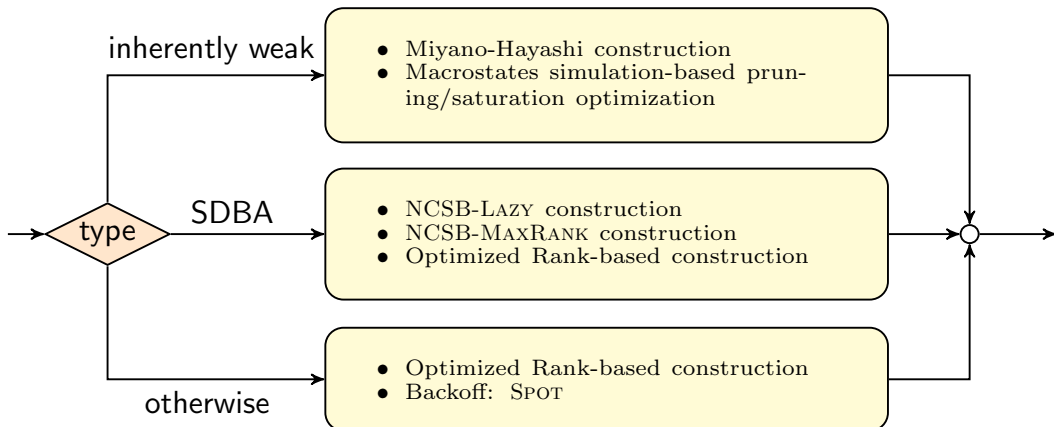 inherently weak
• Miyano-Hayashi construction
• Macrostates simulation-based prun-
ing/saturation optimization
type
SDBA
• NCSB-LAZY construction
• NCSB-MAXRANK construction
• Optimized Rank-based construction
otherwise
• Optimized Rank-based construction
• Backoff: SPOT